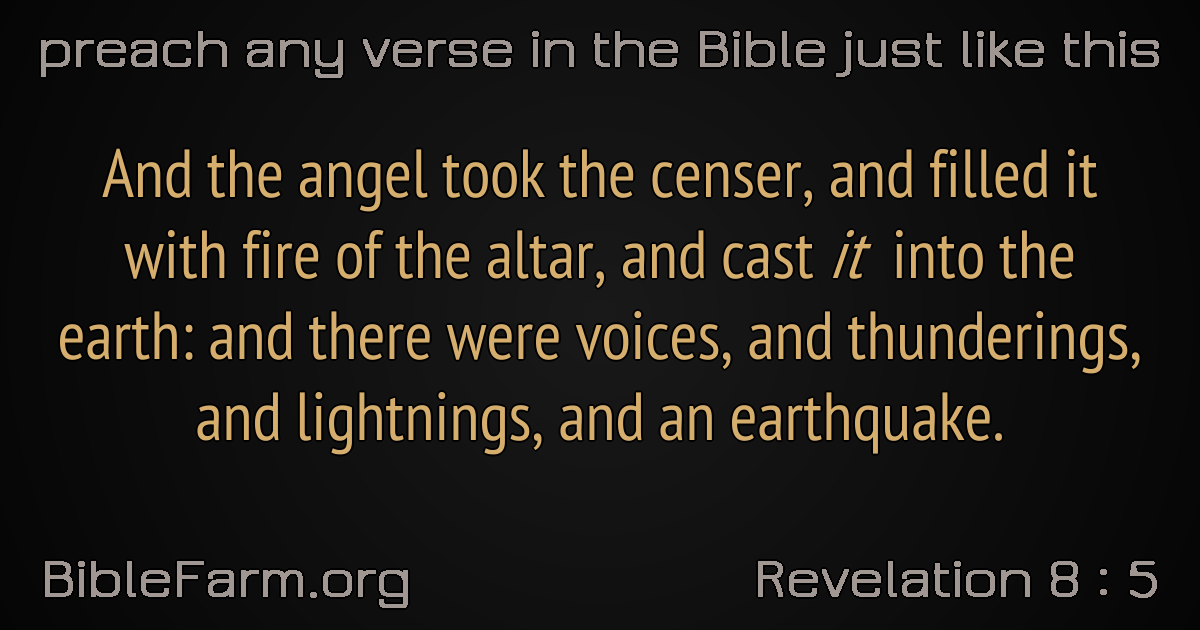 preach any verse in the Bible just like this
And the angel took the censer, and filled it
with fire of the altar, and cast it into the
earth: and there were voices, and thunderings,
and lightnings, and an earthquake.
BibleFarm.org
Revelation 8 : 5